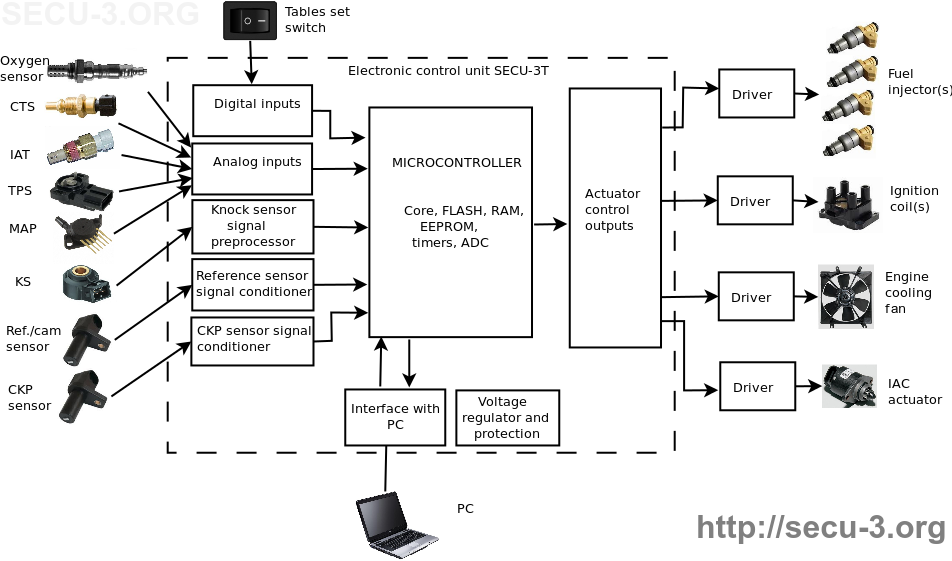 SECU-3.ORG
Tables set
switch
Oxygen
sensor
CTS
IAT
TPS
MAP
KS
Ref./cam
sensor
CKP
sensor
Electronic control unit SECU-3T
Digital inputs
Analog inputs
Knock sensor
signal
preprocessor
Reference sensor
signal conditioner
CKP sensor signal
conditioner
MICROCONTROLLER
Core, FLASH, RAM,
EEPROM,
timers, ADC
Interface with
PC
Voltage
regulator and
protection
PC
Actuator
control
outputs
Driver
Fuel
injector(s)
Driver
Ignition
coil(s)
Driver
Engine
cooling
fan
Driver
IAC
actuator
http://secu-3.org